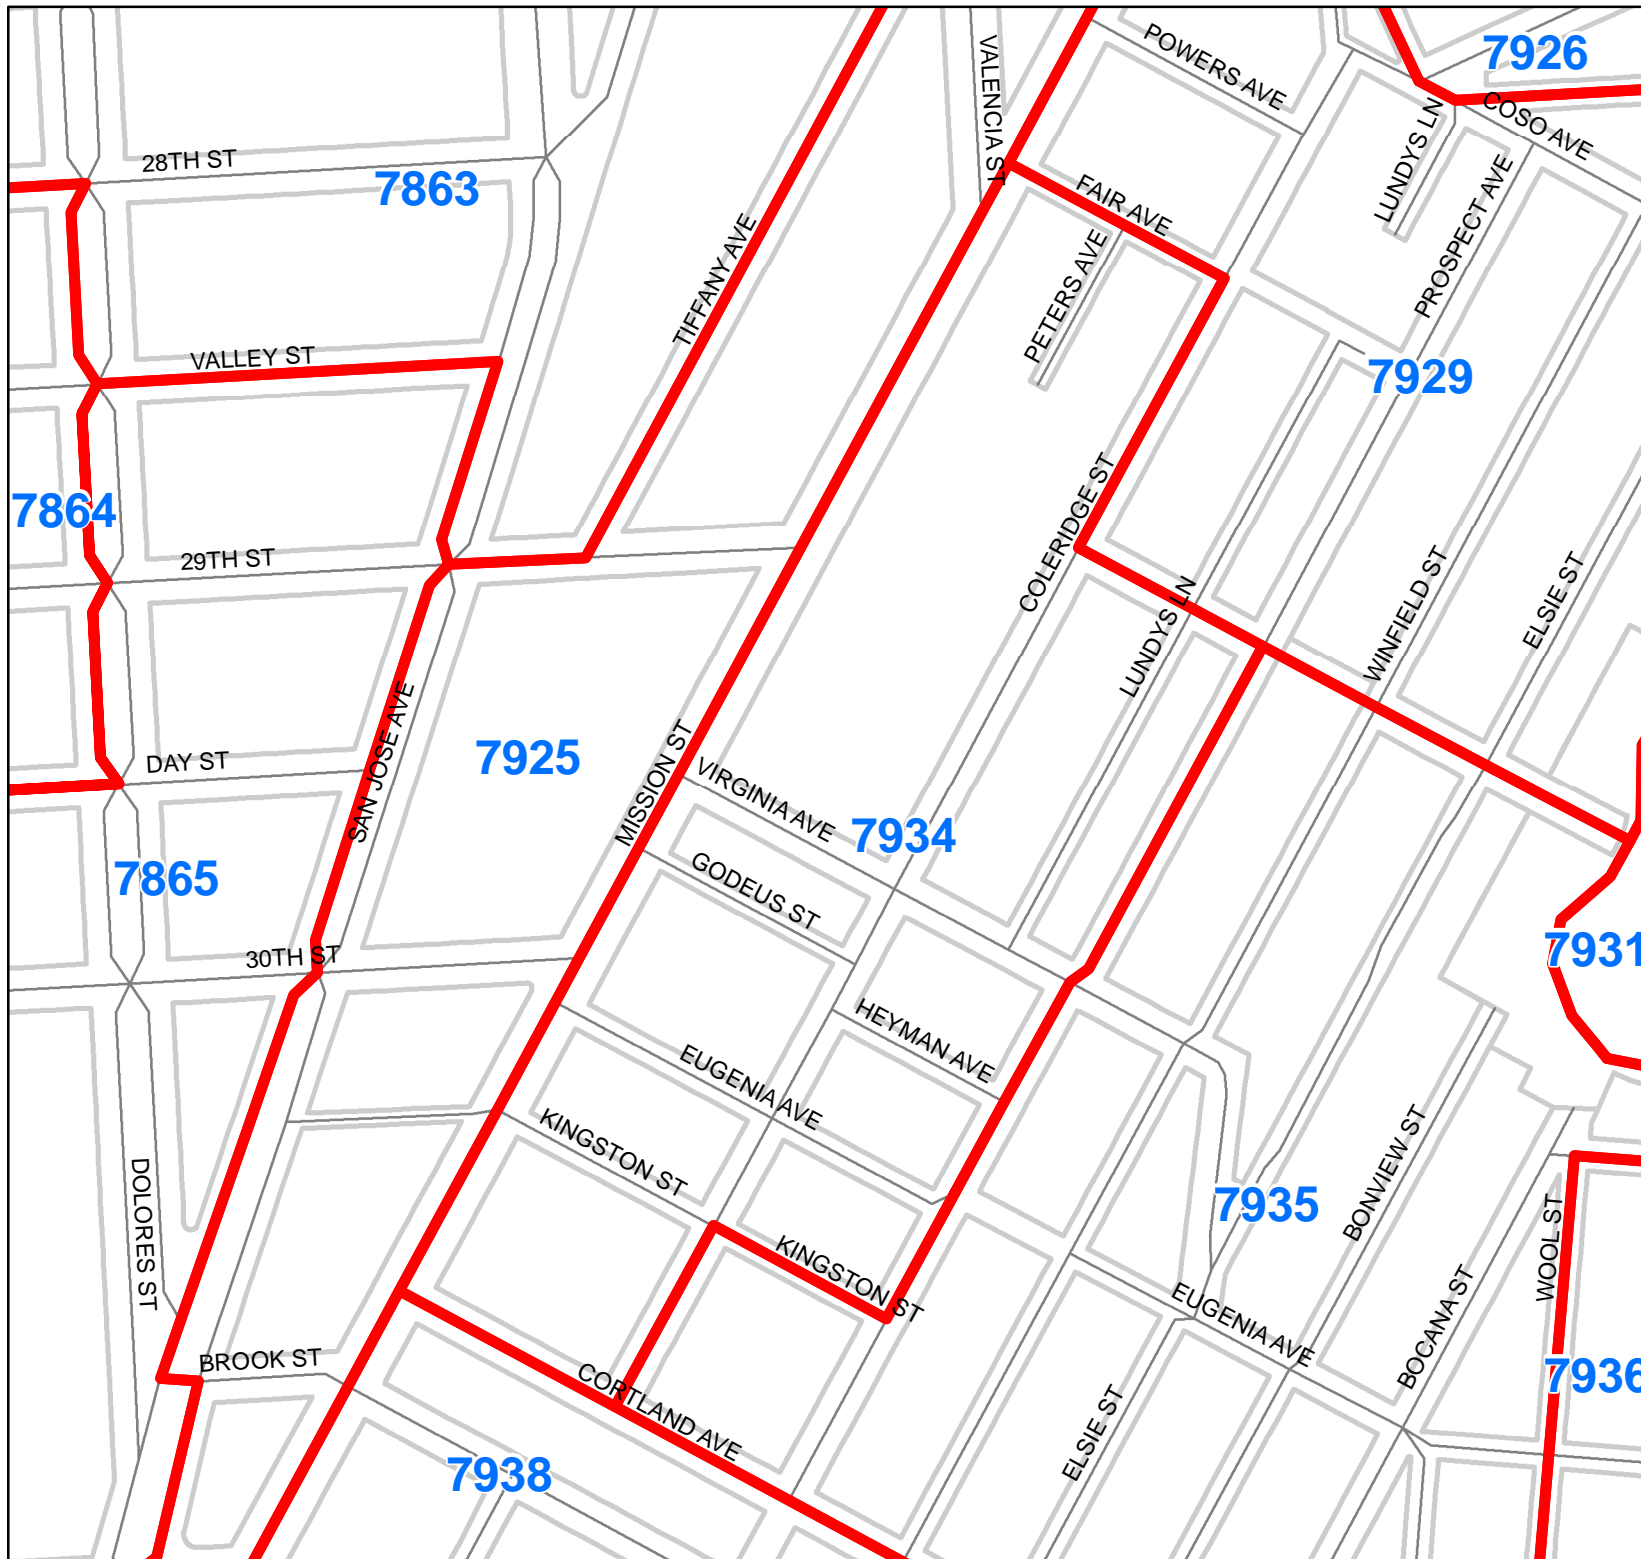 7926
POWERS AVE
VALENCIA ST
COSO AVE
LUNDYS LN
28TH ST
7863
FAIR AVE
PROSPECT AVE
PETERS AVE
TIFFANY AVE
VALLEY ST
7929
7864
COLERIDGE ST
29TH ST
LUNDYS LN
WINFIELD ST
ELSIE ST
SAN JOSE AVE
DAY ST
7925
MISSION ST
VIRGINIA AVE
7934
GODEUS ST
7865
30TH ST
7931
HEYMAN AVE
EUGENIA AVE
KINGSTON ST
DOLORES ST
BONVIEW ST
7935
WOOL ST
KINGSTON ST
EUGENIA AVE
BOCANA ST
BROOK ST
7936
CORTLAND AVE
ELSIE ST
7938